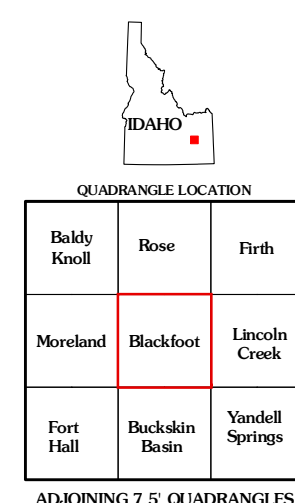 IDAHO
QUADRANGLE LOCATION
Baldy
Knoll
Rose
Firth
Moreland
Blackfoot
Lincoln
Creek
Fort
Hall
Buckskin
Basin
Yandell
Springs
ADJOINING 7.5' QUADRANGLES